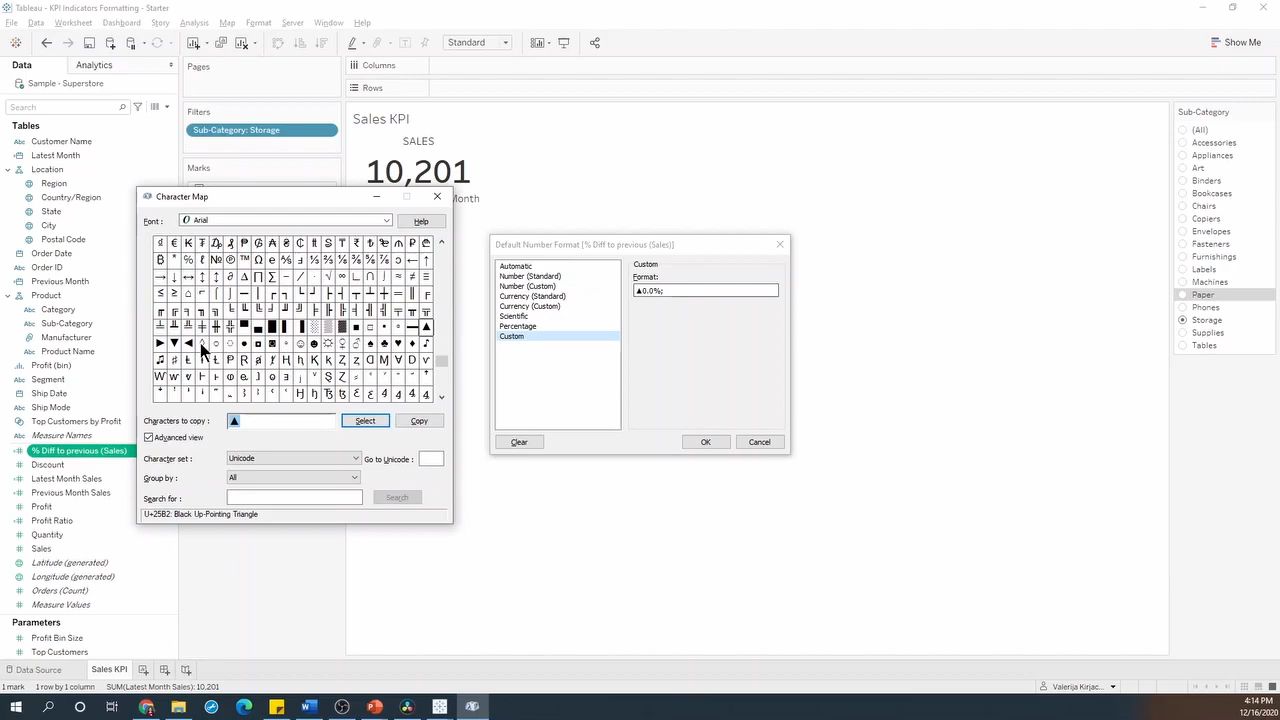 Tableau - KPI Indicators Formatting - Starter
File Data Worksheet Dashboard Story Analysis Map Format Server Window Help
Standard
Show Me
Data Analytics
Sample - Superstore
Search
Tables
Abc Customer Name
Latest Month
Location
Region
Country/Region
State
City
Postal Code
Order Date
Abc Order ID
Previous Month
Product
Abc Category
Abc Sub-Category
Manufacturer
Abc Product Name
Profit (bin)
Abc Segment
Ship Date
Abc Ship Mode
Top Customers by Profit
Abc Measure Names
% Diff to previous (Sales)
Discount
Latest Month Sales
Previous Month Sales
Profit
Profit Ratio
Quantity
Sales
Latitude (generated)
Longitude (generated)
Orders (Count)
Measure Values
Parameters
Profit Bin Size
Top Customers
Pages
Filters
Sub-Category: Storage
Marks
Columns
Rows
Sales KPI
SALES
10,201
Month
Character Map
Font :
Arial
Help
Characters to copy :
▲
Select
Copy
Advanced view
Character set :
Unicode
Go to Unicode :
Group by :
All
Search for :
Search
U+25B2: Black Up-Pointing Triangle
Default Number Format [% Diff to previous (Sales)]
Automatic
Number (Standard)
Number (Custom)
Currency (Standard)
Currency (Custom)
Scientific
Percentage
Custom
Custom
Format:
▲0.0%;
Clear
OK
Cancel
Sub-Category
(All)
Accessories
Appliances
Art
Binders
Bookcases
Chairs
Copiers
Envelopes
Fasteners
Furnishings
Labels
Machines
Paper
Phones
Storage
Supplies
Tables
Data Source
Sales KPI
1 mark 1 row by 1 column SUM(Latest Month Sales): 10,201
Valerija Kirjac...
4:14 PM
12/16/2020